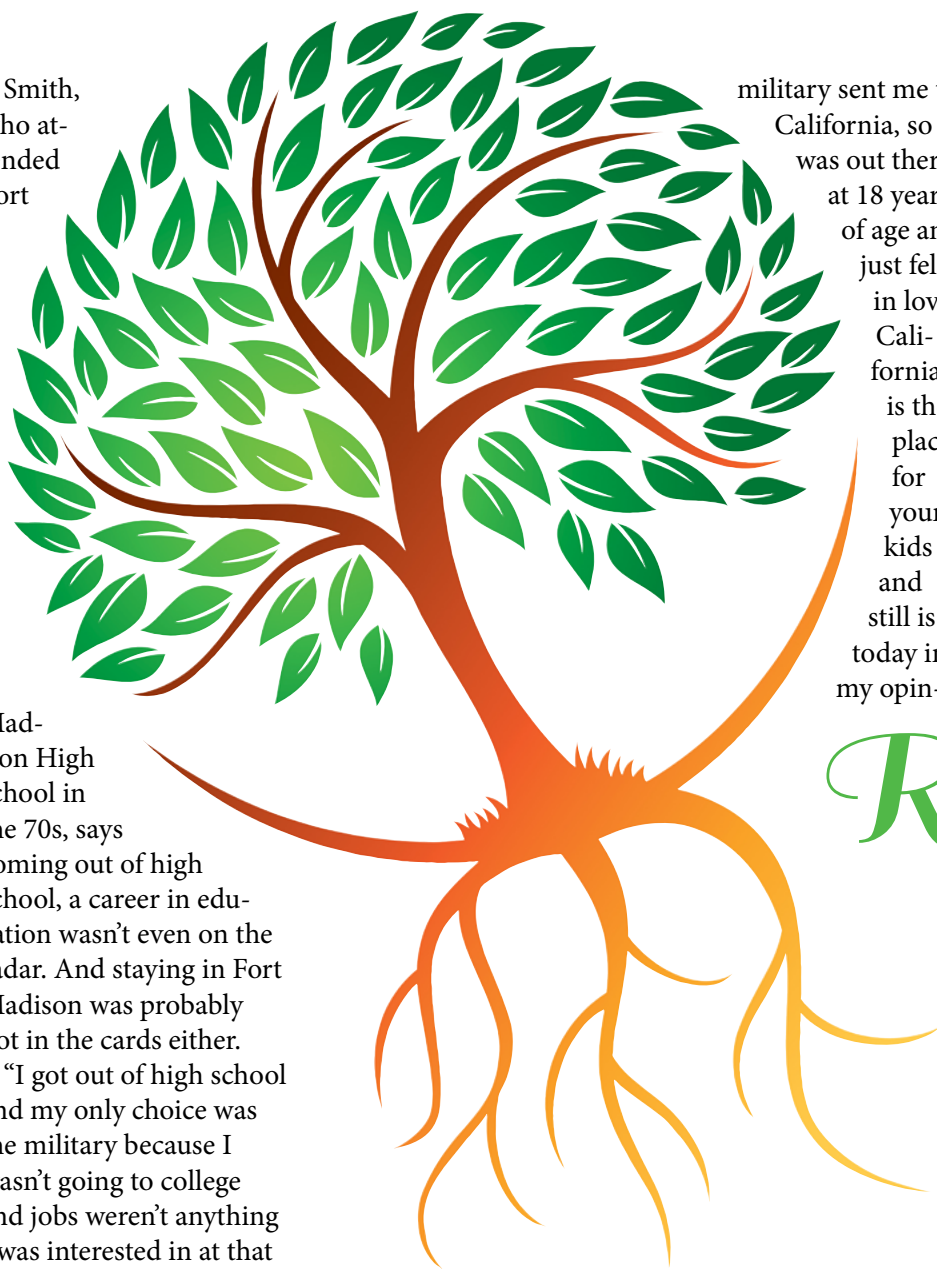 Smith,
ho at-
nded
ort
ad-
on High
chool in
he 70s, says
oming out of high
chool, a career in edu-
ation wasn’t even on the
adar. And staying in Fort
Madison was probably
ot in the cards either.
“I got out of high school
nd my only choice was
he military because I
asn’t going to college
nd jobs weren’t anything
was interested in at that
military sent me
California, so
was out ther
at 18 year
of age an
just fel
in lov
Cali-
fornia
is th
plac
for
youn
kids
and
still is
today in
my opin-
R